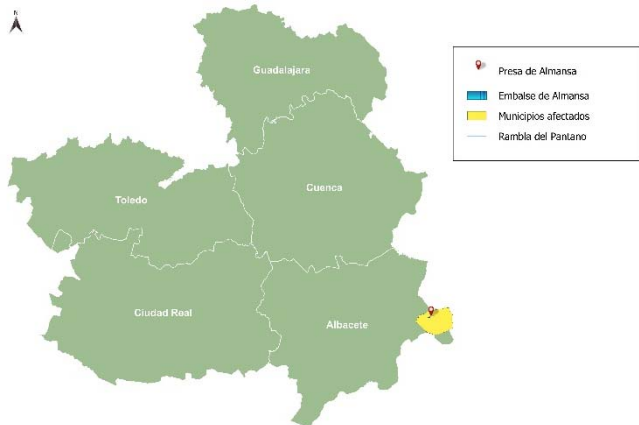 N
Guadalajara
Cuenca
Toledo
Ciudad Real
Albacete
Presa de Almansa
Embalse de Almansa
Municipios afectados
Rambla del Pantano